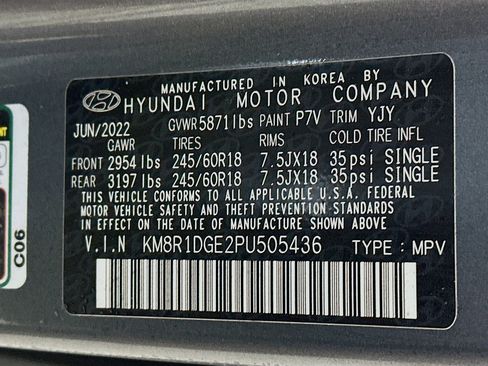 MANUFACTURED IN KOREA BY
HYUNDAI MOTOR COMPANY
JUN/2022 GVWR 5871lbs PAINT P7V TRIM YJY
GAWR TIRES RIMS COLD TIRE INFL
FRONT 2954lbs 245/60R18 7.5JX18 35psi SINGLE
REAR 3197lbs 245/60R18 7.5JX18 35psi SINGLE
THIS VEHICLE CONFORMS TO ALL APPLICABLE U.S.A. FEDERAL
MOTOR VEHICLE SAFETY AND THEFT PREVENTION STANDARDS
IN EFFECT ON THE DATE OF MANUFACTURE SHOWN ABOVE.
V.I.N KM8R1DGE2PU505436 TYPE : MPV
C06